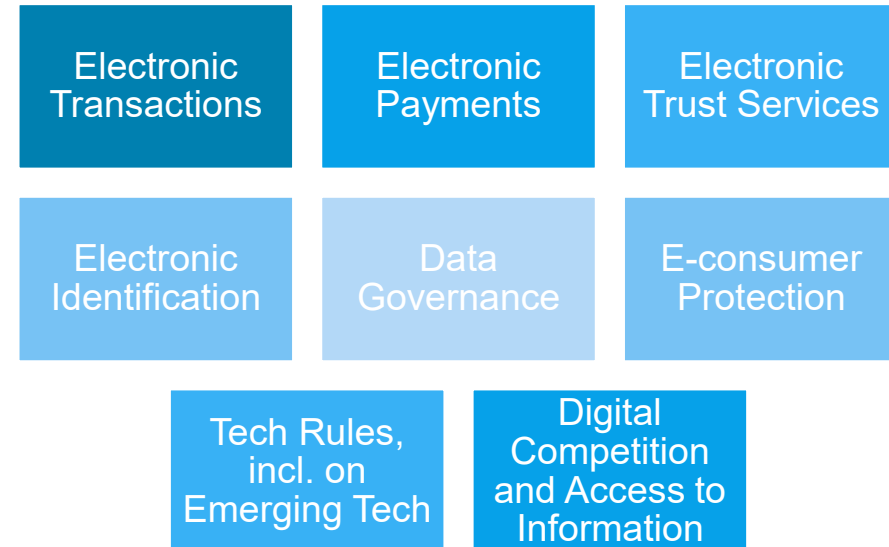 Electronic
Transactions
Electronic
Payments
Electronic
Trust Services
Electronic
Identification
Data
Governance
E-consumer
Protection
Tech Rules,
incl. on
Emerging Tech
Digital
Competition
and Access to
Information